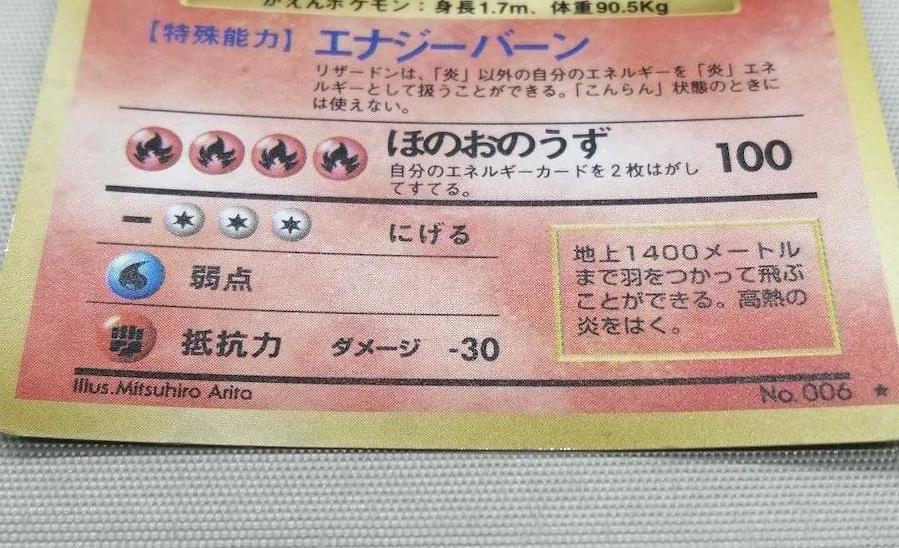 かえんポケモン：身長1.7m、体重90.5Kg
【特殊能力】 エナジーバーン
リザードンは、「炎」以外の自分のエネルギーを「炎」エネ
ルギーとして扱うことができる。「こんらん」状態のときに
は使えない。
ほのおのうず 100
自分のエネルギーカードを2枚はがし
てすてる。
ー にげる
弱点
抵抗力 ダメージ -30
地上1400メートル
まで羽をつかって飛ぶ
ことができる。高熱の
炎をはく。
Illus.Mitsuhiro Arita
No.006 ★